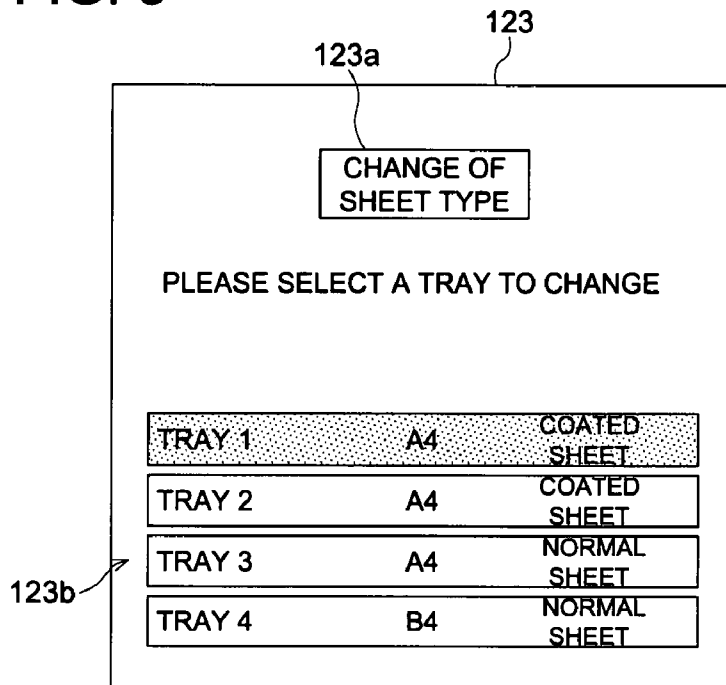 123
123a
CHANGE OF
SHEET TYPE
PLEASE SELECT A TRAY TO CHANGE
TRAY 1 A4 COATED
SHEET
TRAY 2 A4 COATED
SHEET
TRAY 3 A4 NORMAL
SHEET
123b
TRAY 4 B4 NORMAL
SHEET